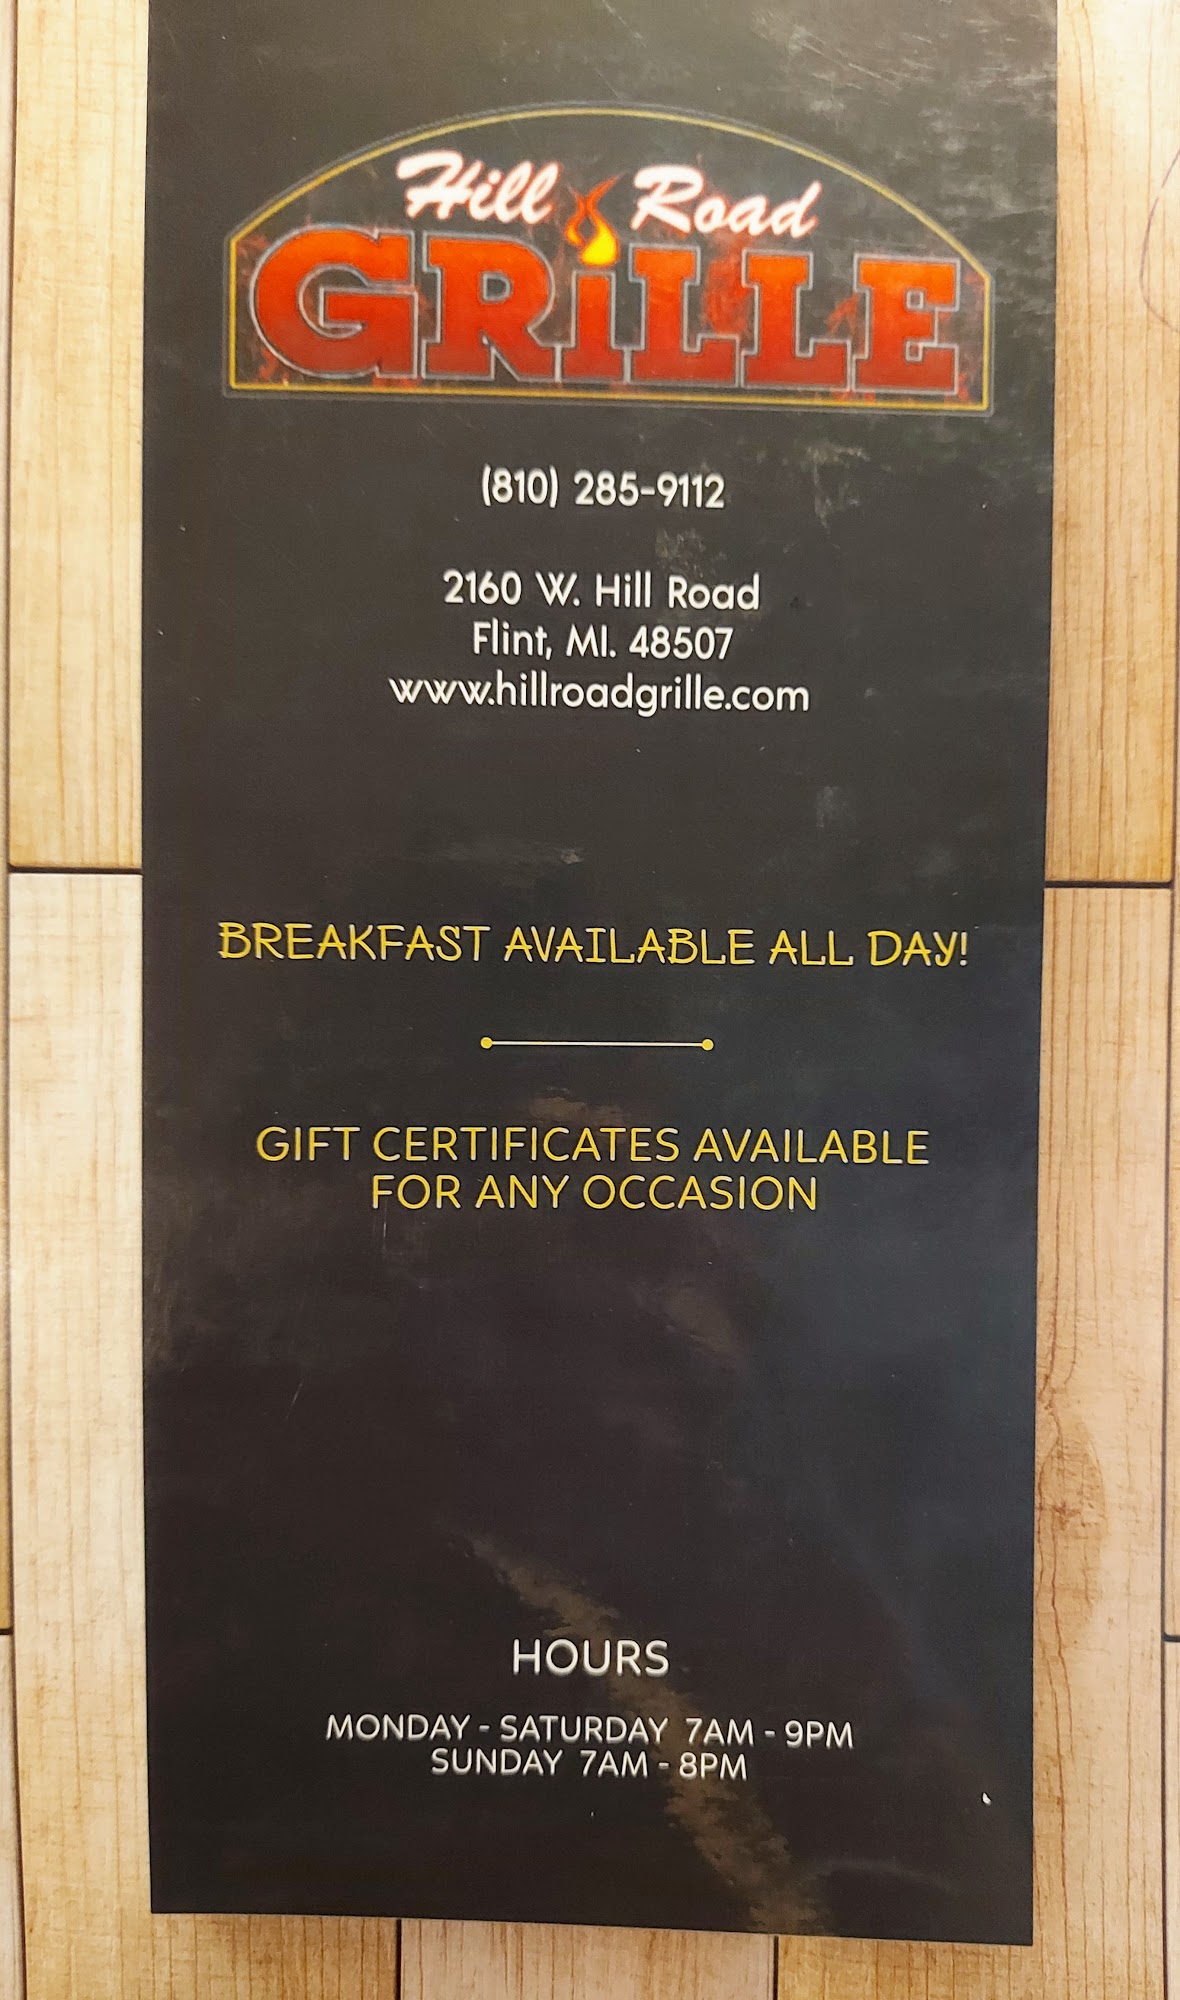 Hill Road
GRiLLE
(810) 285-9112
2160 W. Hill Road
Flint, MI. 48507
www.hillroadgrille.com
BREAKFAST AVAILABLE ALL DAY!
GIFT CERTIFICATES AVAILABLE
FOR ANY OCCASION
HOURS
MONDAY - SATURDAY 7AM - 9PM
SUNDAY 7AM - 8PM